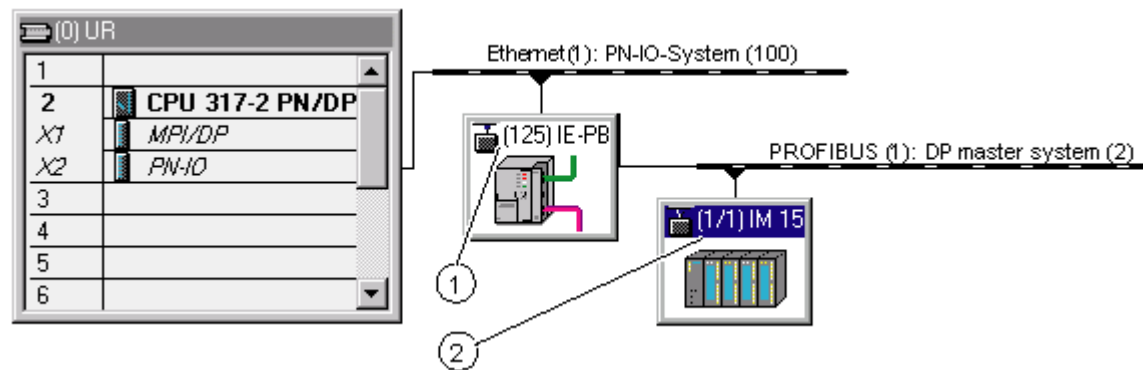 (0) UR
1
2 CPU 317-2 PN/DP
X1 MPI/DP
X2 PN-IO
3
4
5
6
Ethernet(1): PN-IO-System (100)
(125) IE-PB
PROFIBUS (1): DP master system (2)
(1/1) IM 15
1
2